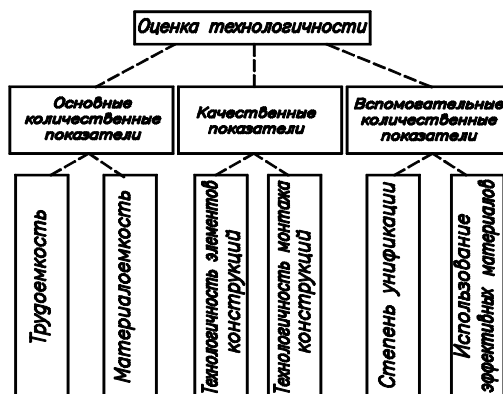 Оценка технологичности
Основные
количественные
показатели
Качественные
показатели
Вспомовательные
количественные
показатели
Трудоемкость
Материалоемкость
Технологичность элементов
конструкций
Технологичность монтажа
конструкций
Степень унификации
Использование
эффективных материалов